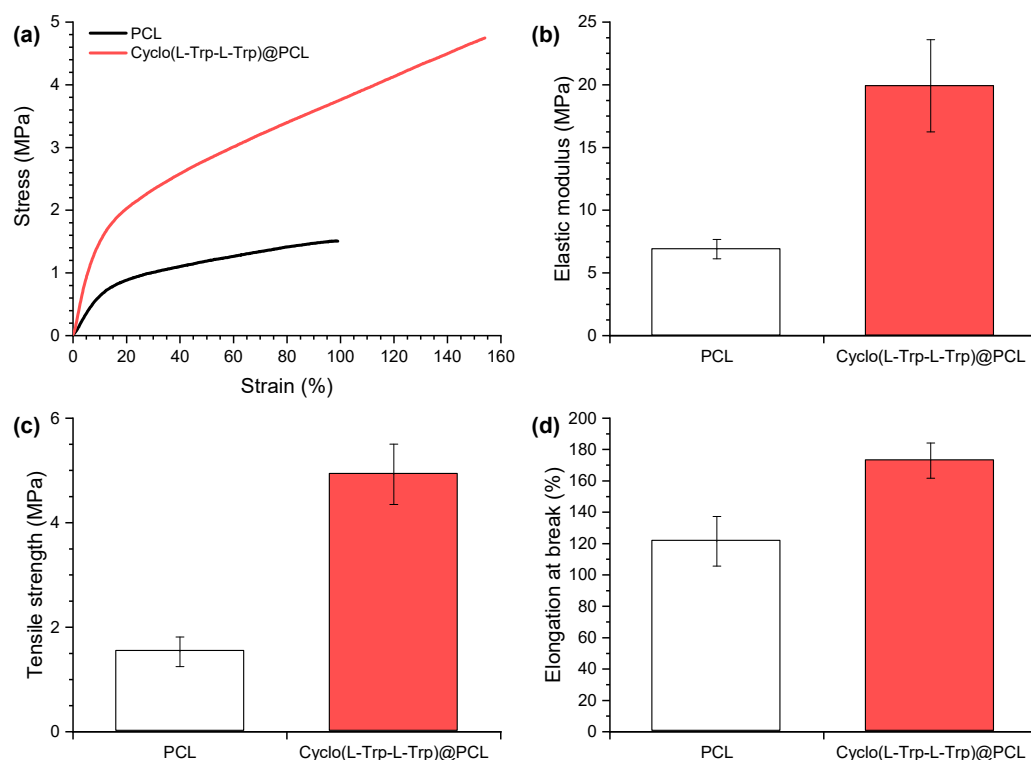 (a)
PCL
Cyclo(L-Trp-L-Trp)@PCL
Stress (MPa)
5
4
3
2
1
0
0 20 40 60 80 100 120 140 160
Strain (%)
(b)
Elastic modulus (MPa)
25
20
15
10
5
0
PCL Cyclo(L-Trp-L-Trp)@PCL
(c)
Tensile strength (MPa)
6
4
2
0
PCL Cyclo(L-Trp-L-Trp)@PCL
(d)
Elongation at break (%)
200
180
160
140
120
100
80
60
40
20
0
PCL Cyclo(L-Trp-L-Trp)@PCL